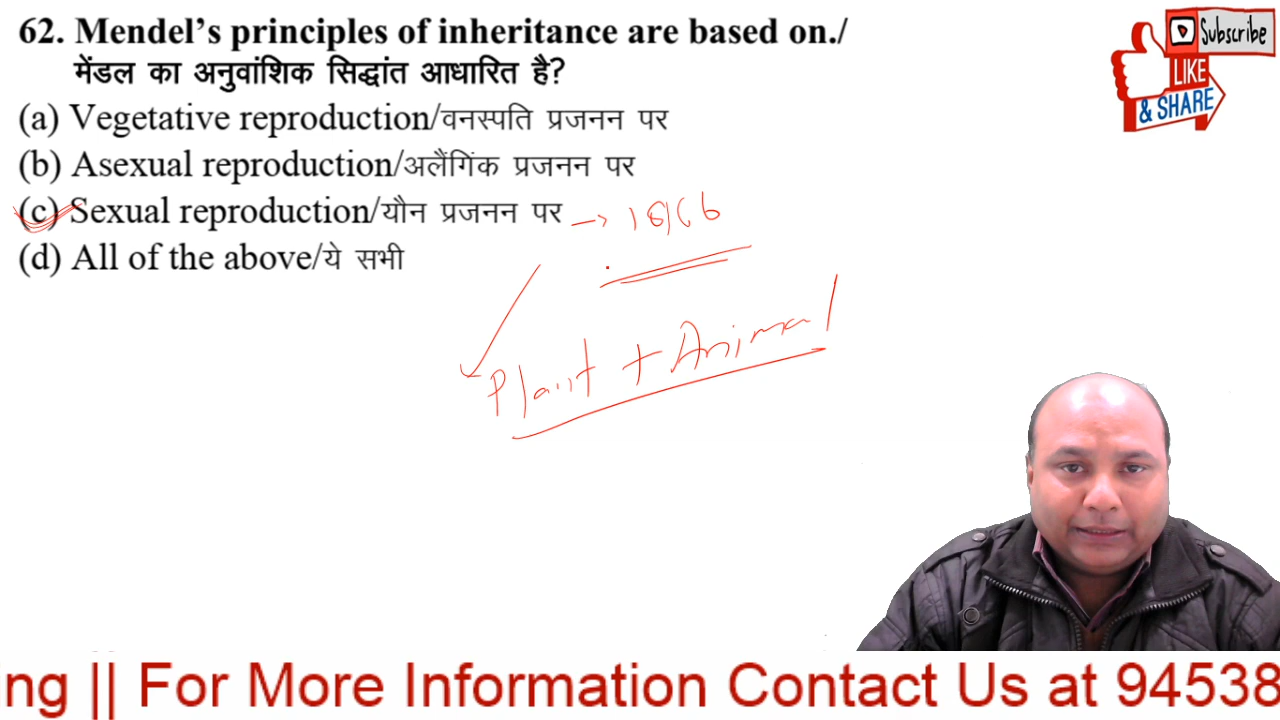 62. Mendel's principles of inheritance are based on./
मेंडल का अनुवांशिक सिद्धांत आधारित है?
(a) Vegetative reproduction/वनस्पति प्रजनन पर
(b) Asexual reproduction/अलैंगिंक प्रजनन पर
(c) Sexual reproduction/यौन प्रजनन पर → 1866
(d) All of the above/ये सभी
Plant + Animal
Subscribe
LIKE
& SHARE
ng || For More Information Contact Us at 94538